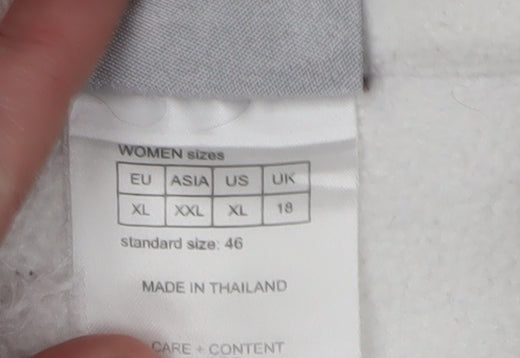 WOMEN sizes
EU ASIA US UK
XL XXL XL 18
standard size: 46
MADE IN THAILAND
CARE + CONTENT